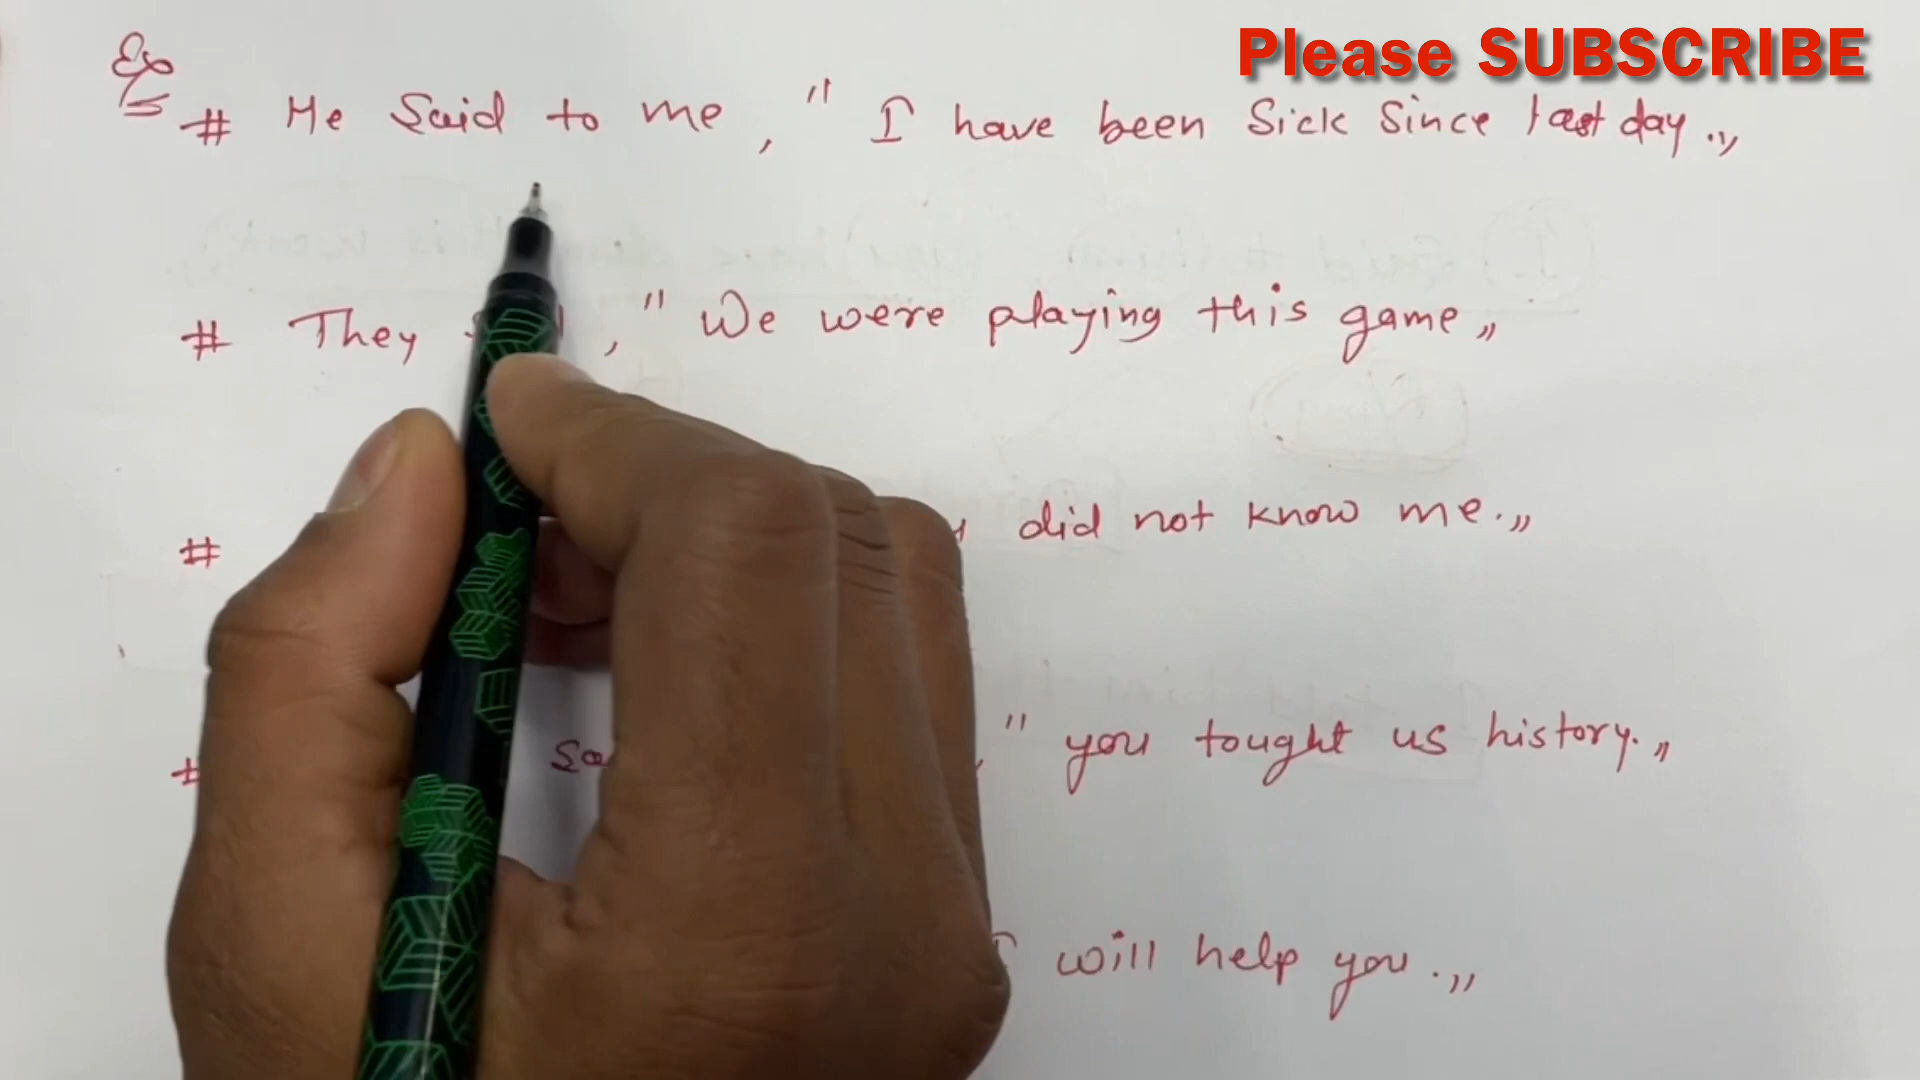 Please SUBSCRIBE
Ex
# He Said to me, " I have been Sick Since last day.,,
# They , " We were playing this game,,
# did not know me.,,
# , " you tought us history.,,
I will help you.,,